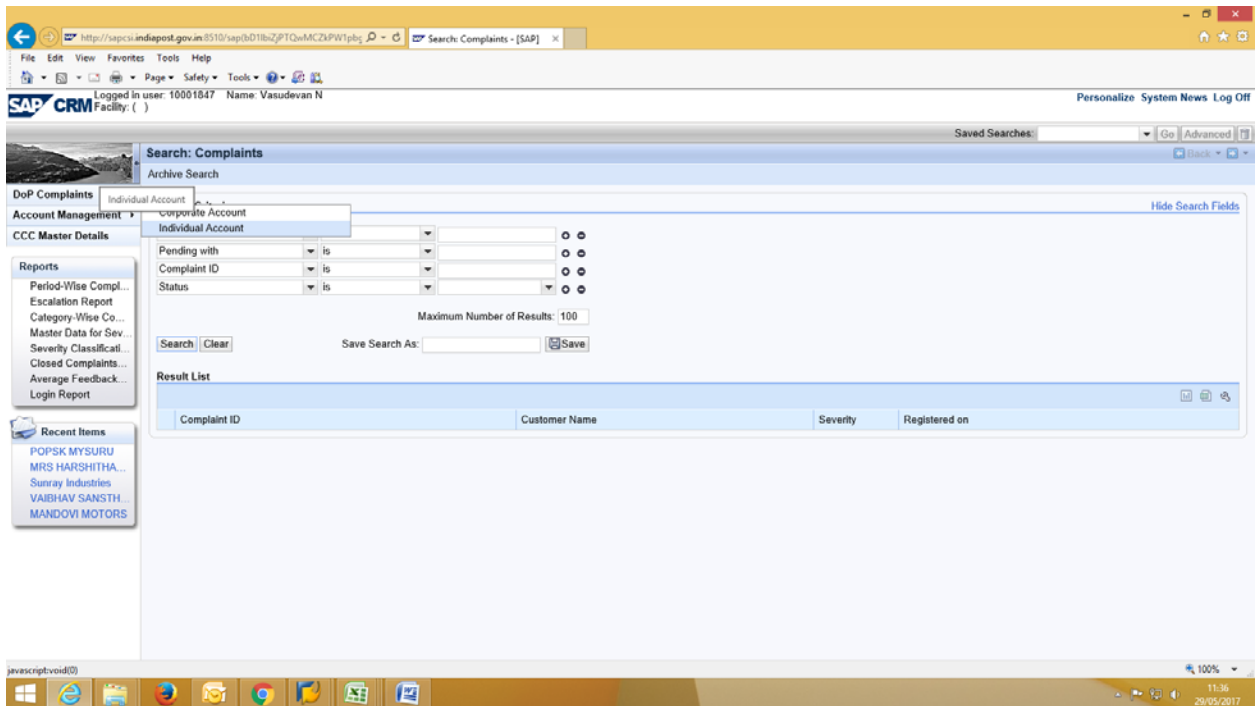 http://sapcsi.indiapost.gov.in:8510/sap(bD1lbiZjPTQwMCZkPW1pbg
Search: Complaints - [SAP] ×
File Edit View Favorites Tools Help
Page Safety Tools
SAP CRM
Logged in user: 10001847 Name: Vasudevan N
Facility: ( )
Personalize System News Log Off
Saved Searches: Go Advanced
Search: Complaints
Back
Archive Search
DoP Complaints
Individual Account
Hide Search Fields
Account Management
Corporate Account
CCC Master Details
Individual Account
Pending with is
Complaint ID is
Status is
Maximum Number of Results: 100
Search Clear Save Search As: Save
Reports
Period-Wise Compl...
Escalation Report
Category-Wise Co...
Master Data for Sev...
Severity Classificati...
Closed Complaints...
Average Feedback...
Login Report
Result List
Complaint ID Customer Name Severity Registered on
Recent Items
POPSK MYSURU
MRS HARSHITHA...
Sunray Industries
VAIBHAV SANSTH...
MANDOVI MOTORS
javascript:void(0)
100%
11:36
29/05/2017